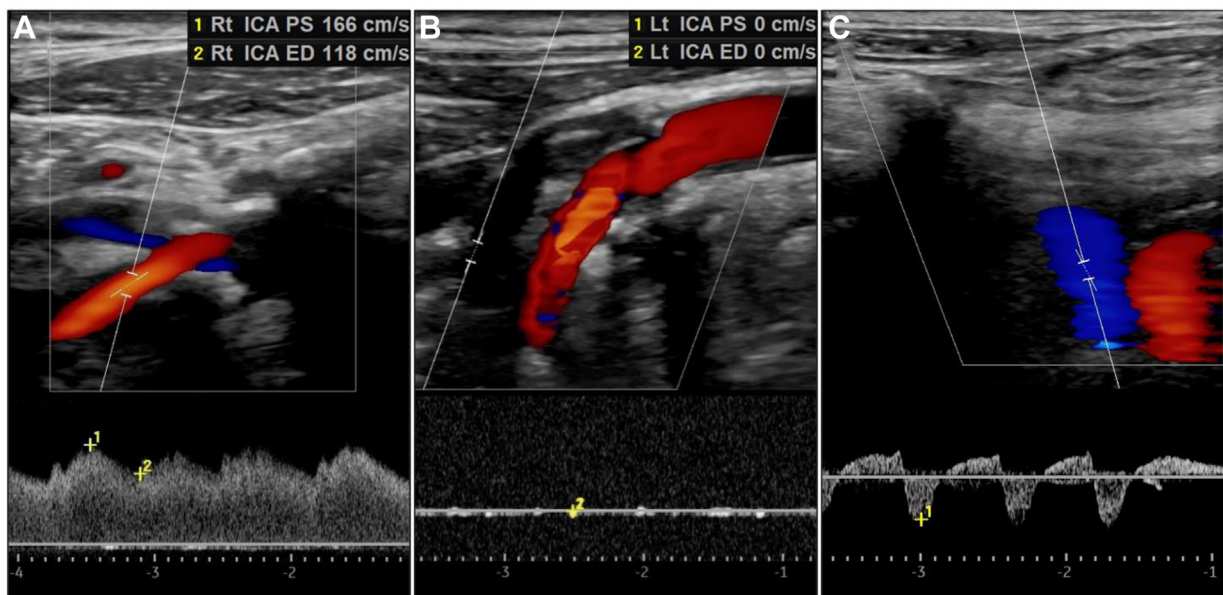 A
1 Rt ICA PS 166 cm/s
2 Rt ICA ED 118 cm/s
B
1 Lt ICA PS 0 cm/s
2 Lt ICA ED 0 cm/s
C
1
2
-4 -3 -2
2
-3 -2 -1
1
-3 -2 -1